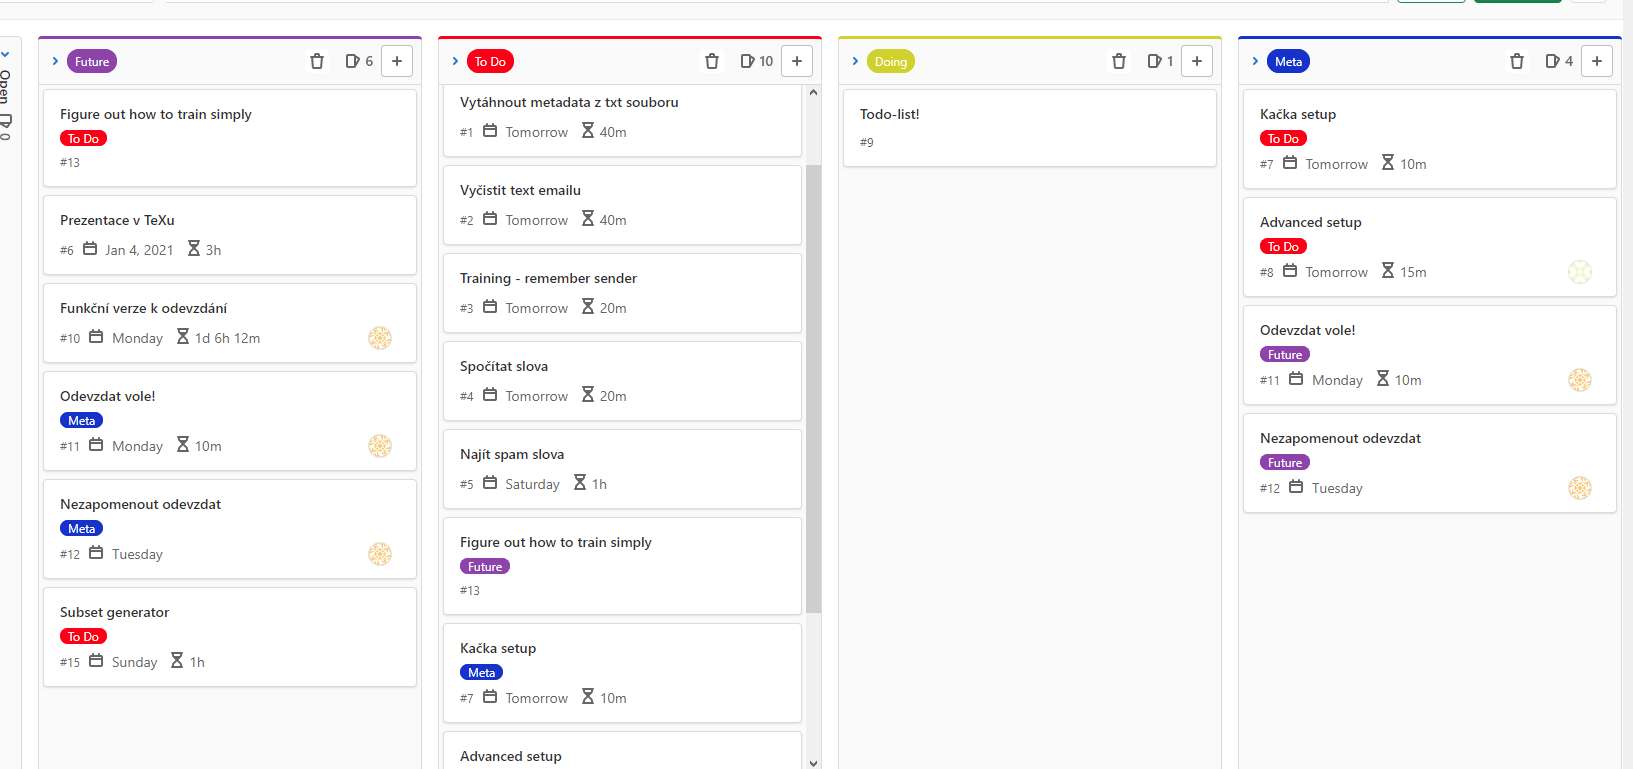 Open
0
Future
6
+
Figure out how to train simply
To Do
#13
Prezentace v TeXu
#6 Jan 4, 2021 3h
Funkční verze k odevzdání
#10 Monday 1d 6h 12m
Odevzdat vole!
Meta
#11 Monday 10m
Nezapomenout odevzdat
Meta
#12 Tuesday
Subset generator
To Do
#15 Sunday 1h
To Do
10
+
Vytáhnout metadata z txt souboru
#1 Tomorrow 40m
Vyčistit text emailu
#2 Tomorrow 40m
Training - remember sender
#3 Tomorrow 20m
Spočítat slova
#4 Tomorrow 20m
Najít spam slova
#5 Saturday 1h
Figure out how to train simply
Future
#13
Kačka setup
Meta
#7 Tomorrow 10m
Advanced setup
Doing
1
+
Todo-list!
#9
Meta
4
+
Kačka setup
To Do
#7 Tomorrow 10m
Advanced setup
To Do
#8 Tomorrow 15m
Odevzdat vole!
Future
#11 Monday 10m
Nezapomenout odevzdat
Future
#12 Tuesday